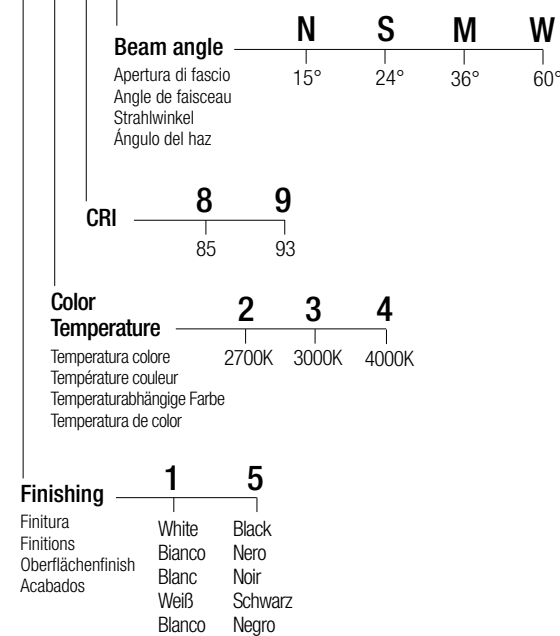 N S M W
Beam angle
15° 24° 36° 60°
Apertura di fascio
Angle de faisceau
Strahlwinkel
Ángulo del haz
8 9
CRI
85 93
Color
Temperature
2 3 4
2700K 3000K 4000K
Temperatura colore
Température couleur
Temperaturabhängige Farbe
Temperatura de color
1 5
Finishing
Finitura
Finitions
Oberflächenfinish
Acabados
White Black
Bianco Nero
Blanc Noir
Weiß Schwarz
Blanco Negro